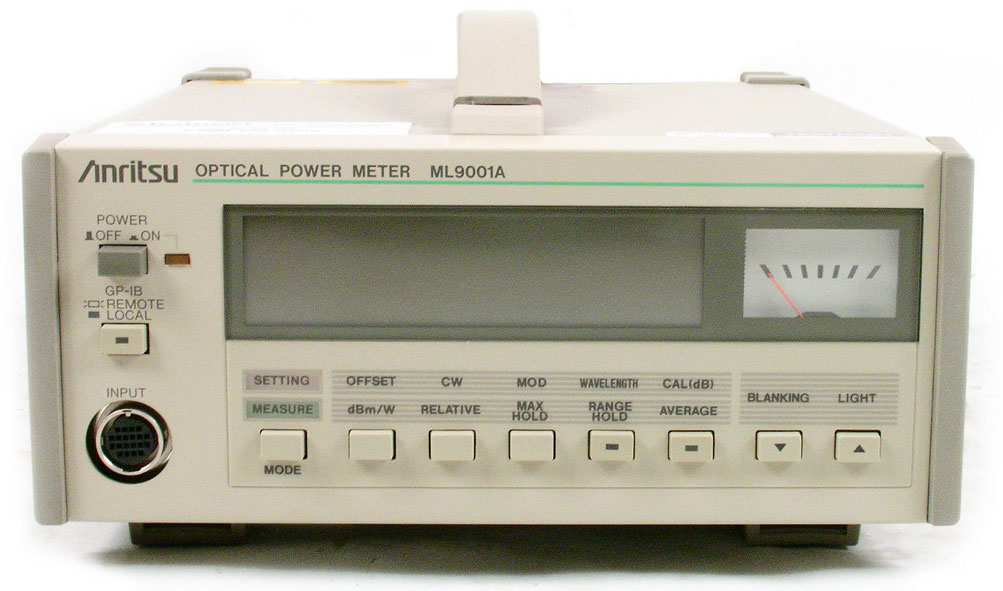 Anritsu OPTICAL POWER METER ML9001A
POWER
OFF ON
GP-IB
REMOTE
LOCAL
INPUT
SETTING OFFSET CW MOD WAVELENGTH CAL(dB)
MEASURE dBm/W RELATIVE MAX HOLD RANGE HOLD AVERAGE
BLANKING LIGHT
MODE